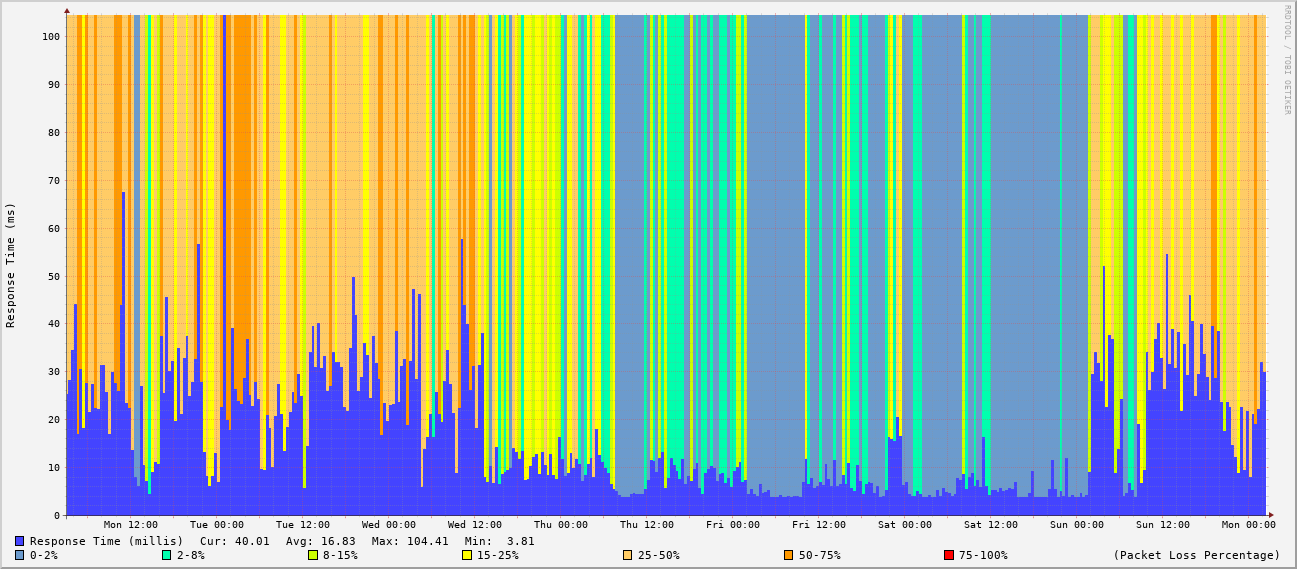 RRDTOOL / TOBI OETIKER
Response Time (ms)
100
90
80
70
60
50
40
30
20
10
0
Mon 12:00 Tue 00:00 Tue 12:00 Wed 00:00 Wed 12:00 Thu 00:00 Thu 12:00 Fri 00:00 Fri 12:00 Sat 00:00 Sat 12:00 Sun 00:00 Sun 12:00 Mon 00:00
Response Time (millis) Cur: 40.01 Avg: 16.83 Max: 104.41 Min: 3.81
0-2% 2-8% 8-15% 15-25% 25-50% 50-75% 75-100% (Packet Loss Percentage)